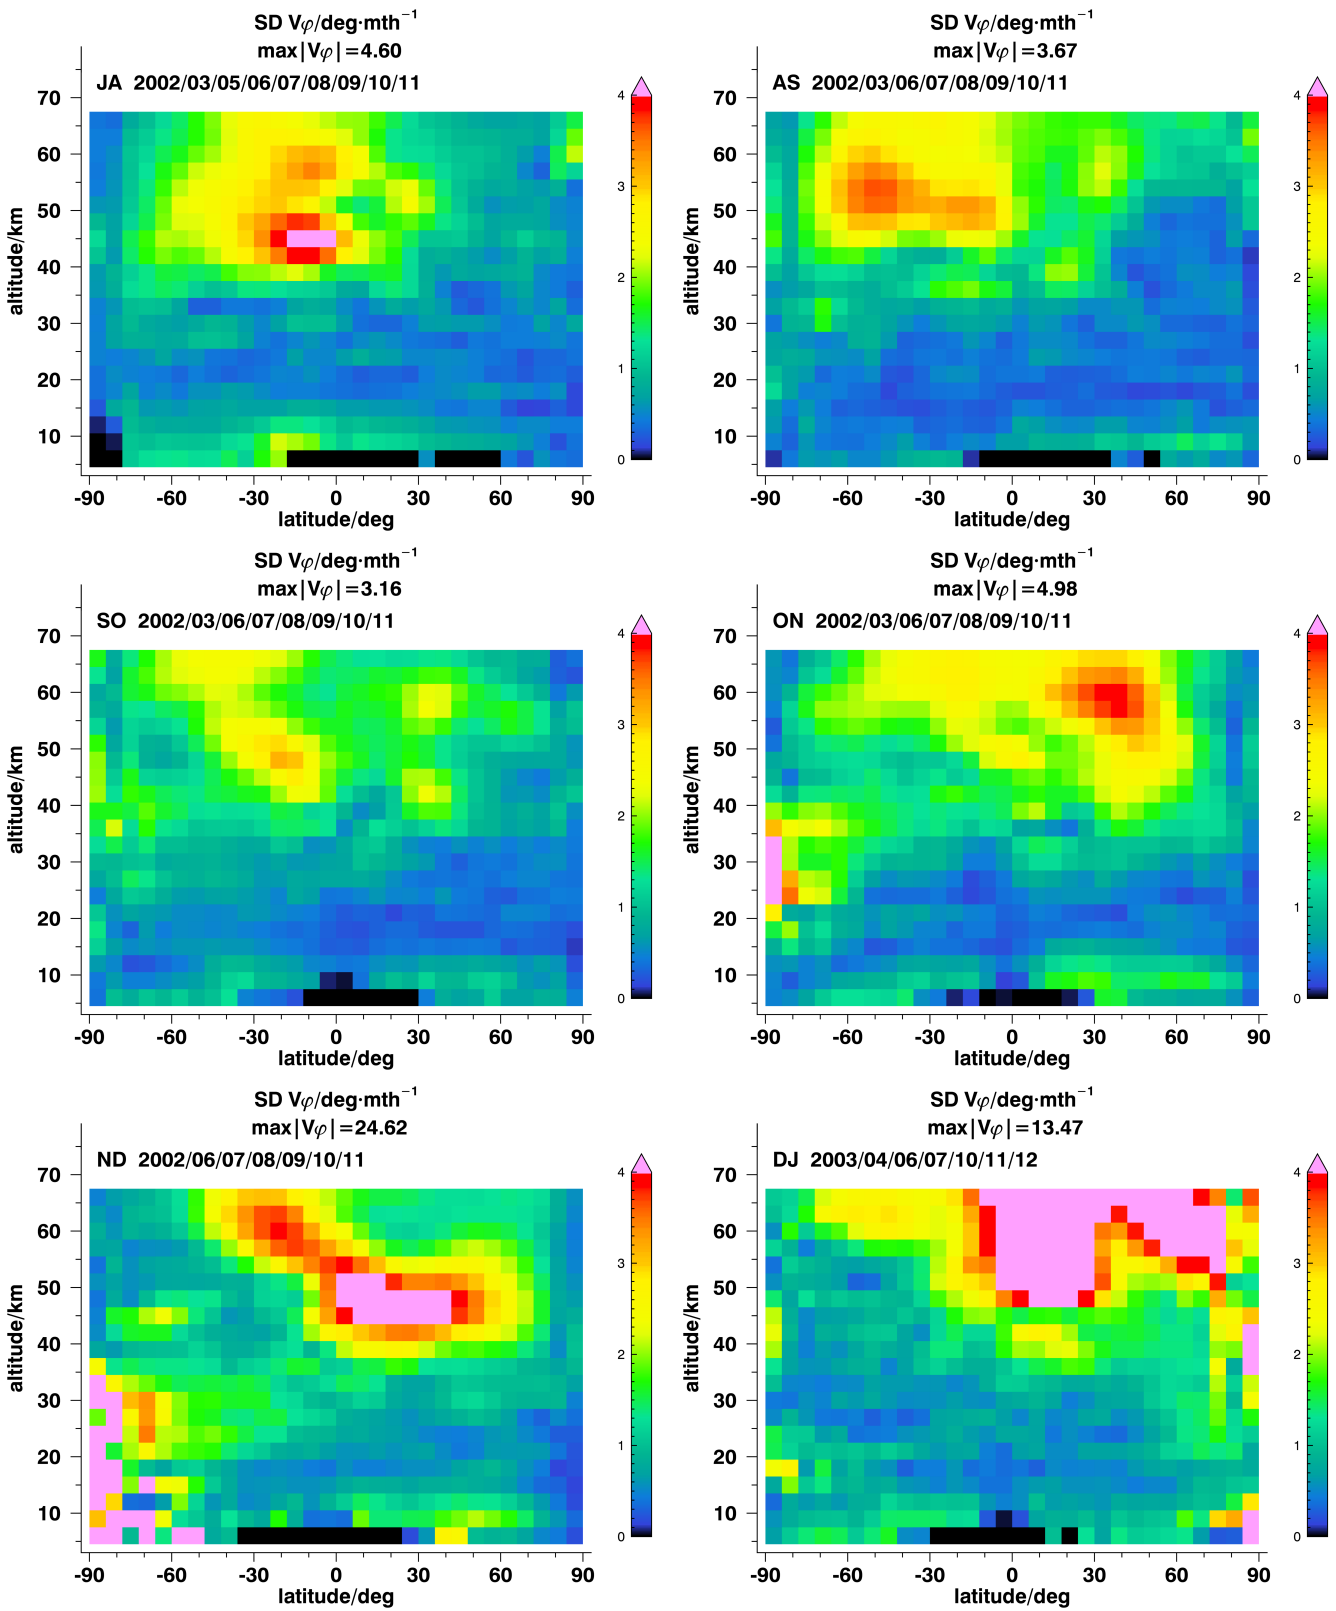 SD Vφ/deg·mth⁻¹
max|Vφ|=4.60
JA 2002/03/05/06/07/08/09/10/11
70
60
50
40
30
20
10
altitude/km
-90 -60 -30 0 30 60 90
latitude/deg
4
3
2
1
0
SD Vφ/deg·mth⁻¹
max|Vφ|=3.67
AS 2002/03/06/07/08/09/10/11
70
60
50
40
30
20
10
altitude/km
-90 -60 -30 0 30 60 90
latitude/deg
4
3
2
1
0
SD Vφ/deg·mth⁻¹
max|Vφ|=3.16
SO 2002/03/06/07/08/09/10/11
70
60
50
40
30
20
10
altitude/km
-90 -60 -30 0 30 60 90
latitude/deg
4
3
2
1
0
SD Vφ/deg·mth⁻¹
max|Vφ|=4.98
ON 2002/03/06/07/08/09/10/11
70
60
50
40
30
20
10
altitude/km
-90 -60 -30 0 30 60 90
latitude/deg
4
3
2
1
0
SD Vφ/deg·mth⁻¹
max|Vφ|=24.62
ND 2002/06/07/08/09/10/11
70
60
50
40
30
20
10
altitude/km
-90 -60 -30 0 30 60 90
latitude/deg
4
3
2
1
0
SD Vφ/deg·mth⁻¹
max|Vφ|=13.47
DJ 2003/04/06/07/10/11/12
70
60
50
40
30
20
10
altitude/km
-90 -60 -30 0 30 60 90
latitude/deg
4
3
2
1
0